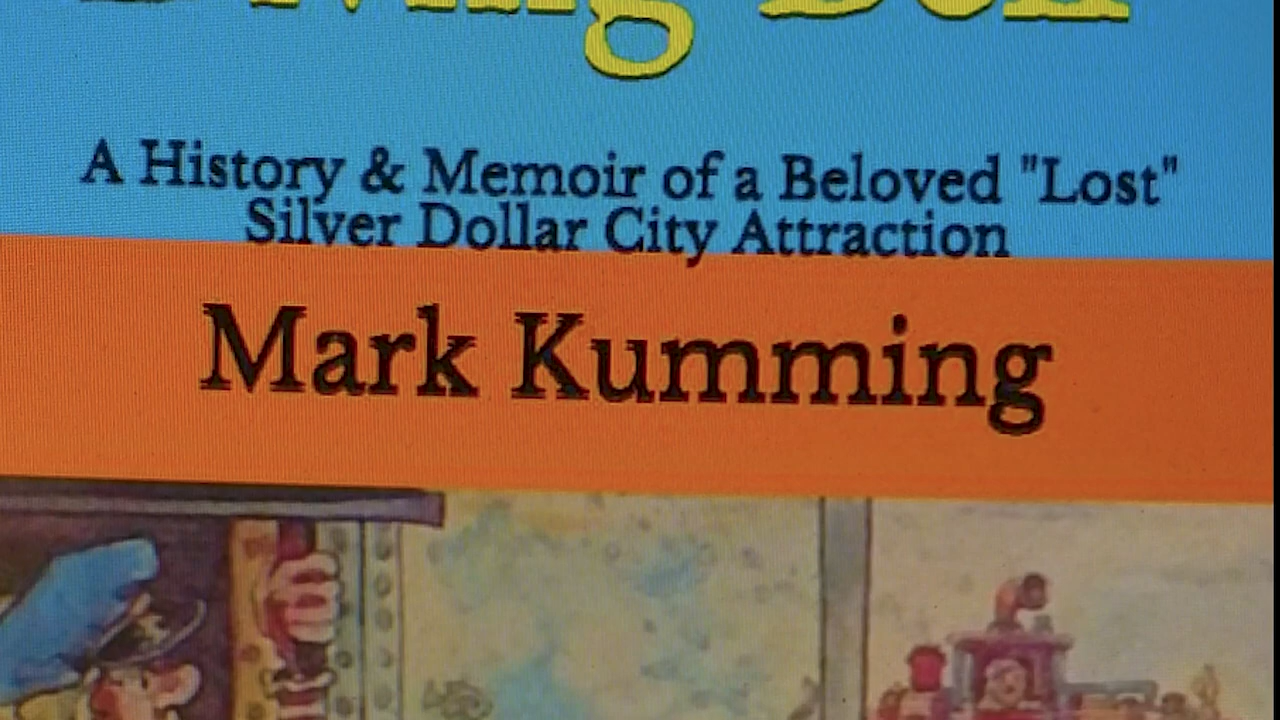 A History & Memoir of a Beloved "Lost"
Silver Dollar City Attraction
Mark Kumming